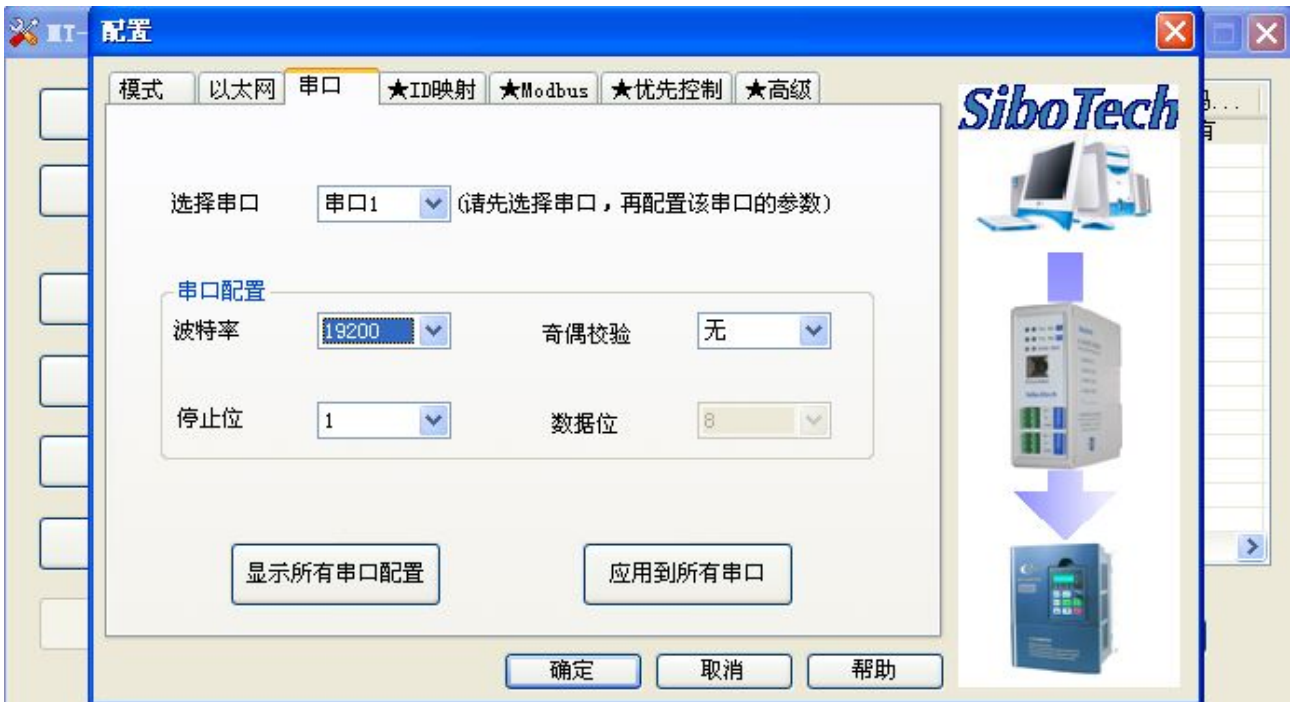 MT-
配置
模式 以太网 串口 ★ID映射 ★Modbus ★优先控制 ★高级
SiboTech
选择串口 串口1 (请先选择串口，再配置该串口的参数)
串口配置
波特率 19200 奇偶校验 无
停止位 1 数据位 8
显示所有串口配置 应用到所有串口
确定 取消 帮助